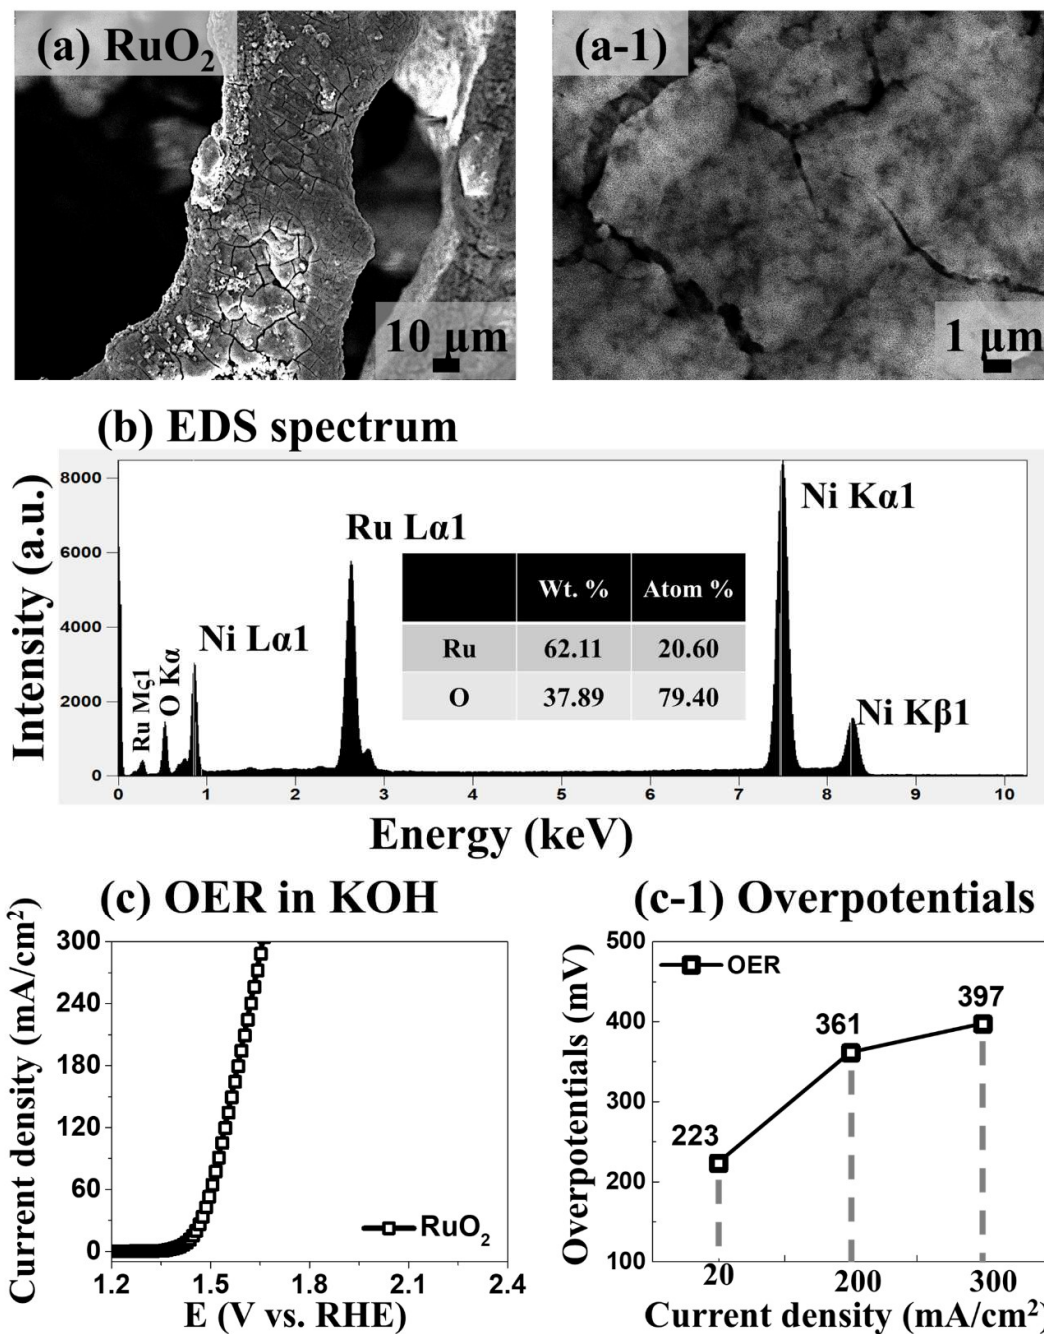 (a) RuO₂
10 μm
(a-1)
1 μm
(b) EDS spectrum
Intensity (a.u.)
8000
6000
4000
2000
0
Ru Mς1
O Kα
Ni Lα1
Ru Lα1
Ni Kα1
Ni Kβ1
Wt. % Atom %
Ru 62.11 20.60
O 37.89 79.40
0 1 2 3 4 5 6 7 8 9 10
Energy (keV)
(c) OER in KOH
Current density (mA/cm²)
300
240
180
120
60
0
RuO₂
1.2 1.5 1.8 2.1 2.4
E (V vs. RHE)
(c-1) Overpotentials
Overpotentials (mV)
500
400
300
200
100
OER
223
361
397
20 200 300
Current density (mA/cm²)